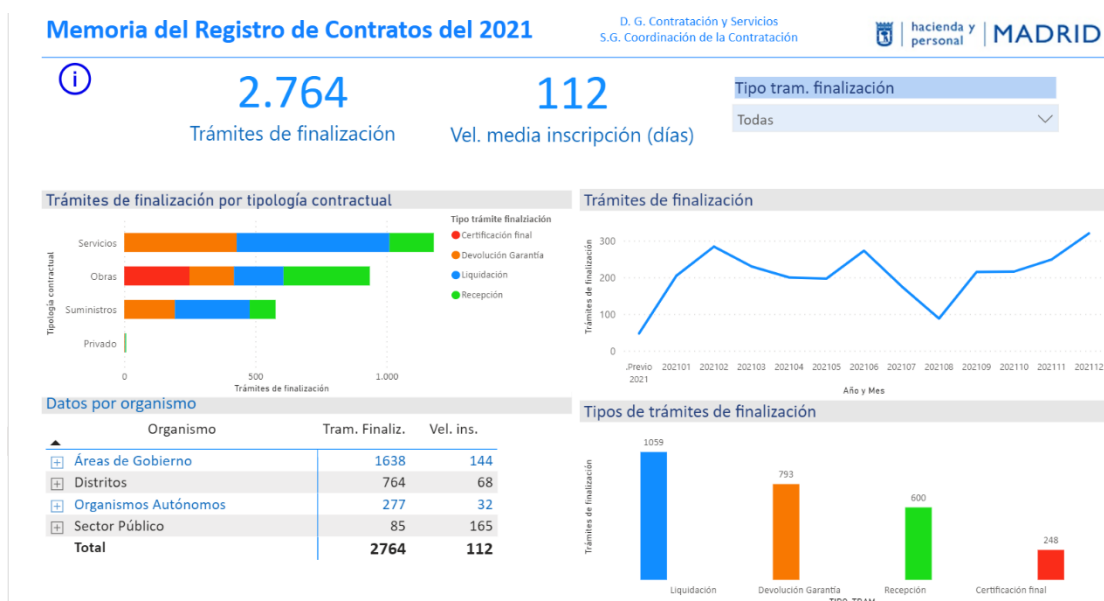 Memoria del Registro de Contratos del 2021
D. G. Contratación y Servicios
S.G. Coordinación de la Contratación
hacienda y
personal
MADRID
i
2.764
Trámites de finalización
112
Vel. media inscripción (días)
Tipo tram. finalización
Todas
Trámites de finalización por tipología contractual
Tipología contractual
Servicios
Obras
Suministros
Privado
0
500
1.000
Trámites de finalización
Tipo trámite finalziación
Certificación final
Devolución Garantía
Liquidación
Recepción
Trámites de finalización
Trámites de finalización
300
200
100
0
.Previo
2021
202101 202102 202103 202104 202105 202106 202107 202108 202109 202110 202111 202112
Año y Mes
Datos por organismo
Organismo Tram. Finaliz. Vel. ins.
Áreas de Gobierno 1638 144
Distritos 764 68
Organismos Autónomos 277 32
Sector Público 85 165
Total 2764 112
Tipos de trámites de finalización
Trámites de finalización
1059
793
600
248
Liquidación
Devolución Garantía
Recepción
Certificación final